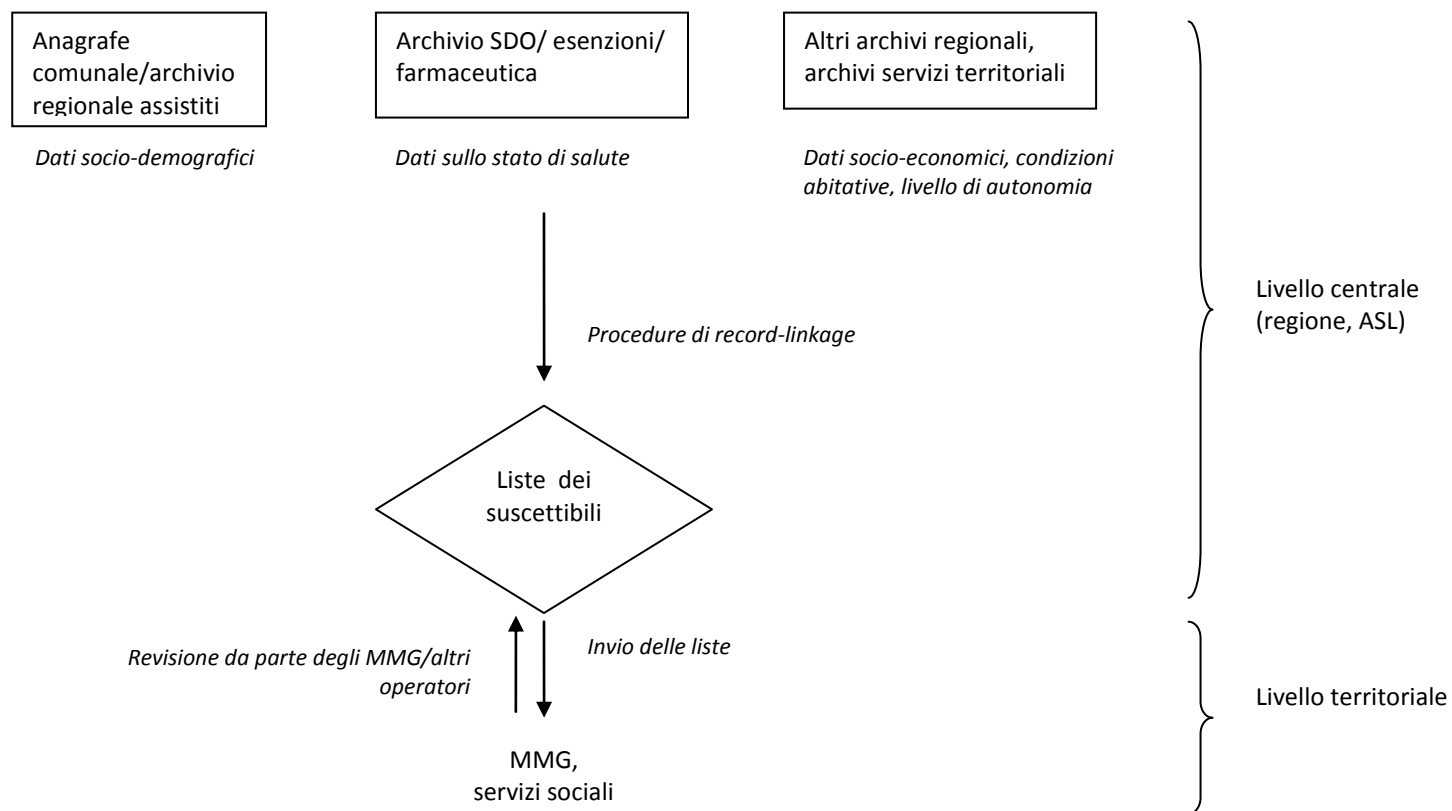 Anagrafe
comunale/archivio
regionale assistiti
Archivio SDO/ esenzioni/
farmaceutica
Altri archivi regionali,
archivi servizi territoriali
Dati socio-demografici
Dati sullo stato di salute
Dati socio-economici, condizioni
abitative, livello di autonomia
Livello centrale
(regione, ASL)
Procedure di record-linkage
Liste dei
suscettibili
Revisione da parte degli MMG/altri
operatori
Invio delle liste
Livello territoriale
MMG,
servizi sociali